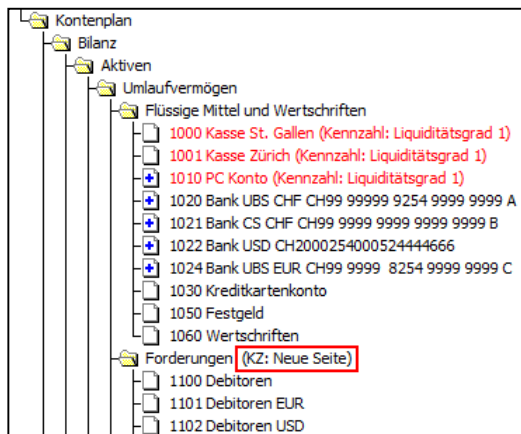 Kontenplan
Bilanz
Aktiven
Umlaufvermögen
Flüssige Mittel und Wertschriften
1000 Kasse St. Gallen (Kennzahl: Liquiditätsgrad 1)
1001 Kasse Zürich (Kennzahl: Liquiditätsgrad 1)
1010 PC Konto (Kennzahl: Liquiditätsgrad 1)
1020 Bank UBS CHF CH99 99999 9254 9999 9999 A
1021 Bank CS CHF CH99 9999 9999 9999 9999 B
1022 Bank USD CH2000254000524444666
1024 Bank UBS EUR CH99 9999  8254 9999 9999 C
1030 Kreditkartenkonto
1050 Festgeld
1060 Wertschriften
Forderungen (KZ: Neue Seite)
1100 Debitoren
1101 Debitoren EUR
1102 Debitoren USD